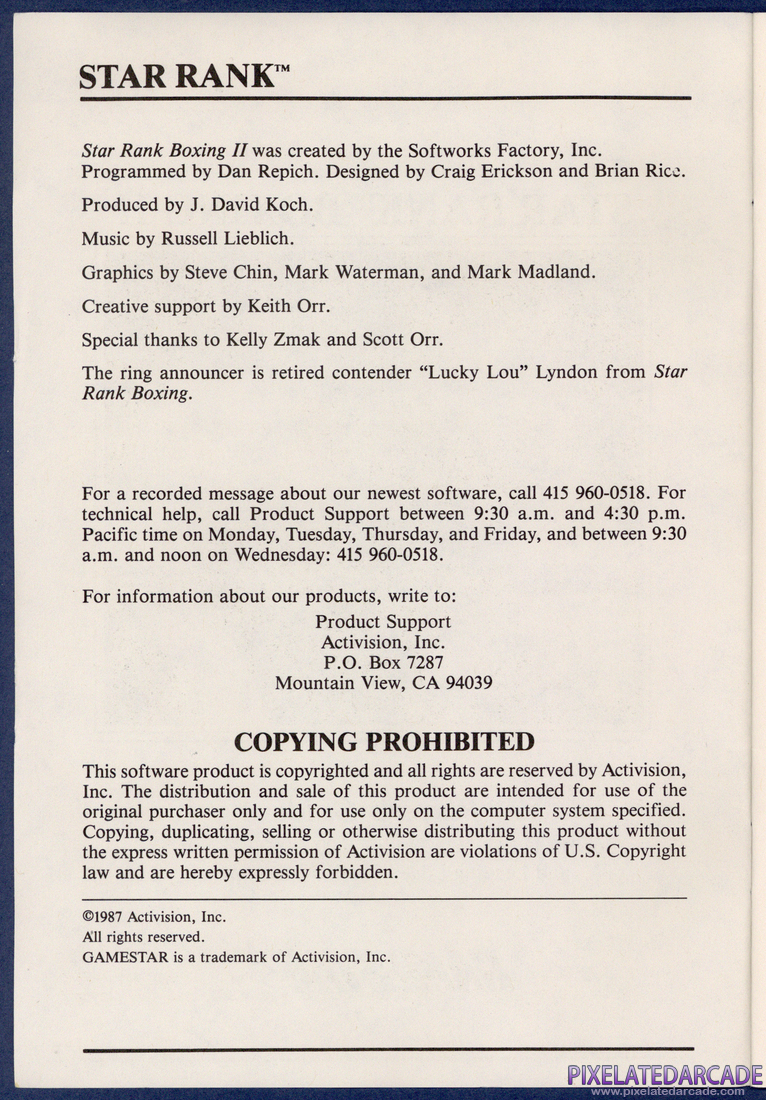 STAR RANK™
Star Rank Boxing II was created by the Softworks Factory, Inc.
Programmed by Dan Repich. Designed by Craig Erickson and Brian Rice.
Produced by J. David Koch.
Music by Russell Lieblich.
Graphics by Steve Chin, Mark Waterman, and Mark Madland.
Creative support by Keith Orr.
Special thanks to Kelly Zmak and Scott Orr.
The ring announcer is retired contender “Lucky Lou” Lyndon from Star
Rank Boxing.
For a recorded message about our newest software, call 415 960-0518. For
technical help, call Product Support between 9:30 a.m. and 4:30 p.m.
Pacific time on Monday, Tuesday, Thursday, and Friday, and between 9:30
a.m. and noon on Wednesday: 415 960-0518.
For information about our products, write to:
Product Support
Activision, Inc.
P.O. Box 7287
Mountain View, CA 94039
COPYING PROHIBITED
This software product is copyrighted and all rights are reserved by Activision,
Inc. The distribution and sale of this product are intended for use of the
original purchaser only and for use only on the computer system specified.
Copying, duplicating, selling or otherwise distributing this product without
the express written permission of Activision are violations of U.S. Copyright
law and are hereby expressly forbidden.
©1987 Activision, Inc.
All rights reserved.
GAMESTAR is a trademark of Activision, Inc.
PIXELATEDARCADE
www.pixelatedarcade.com